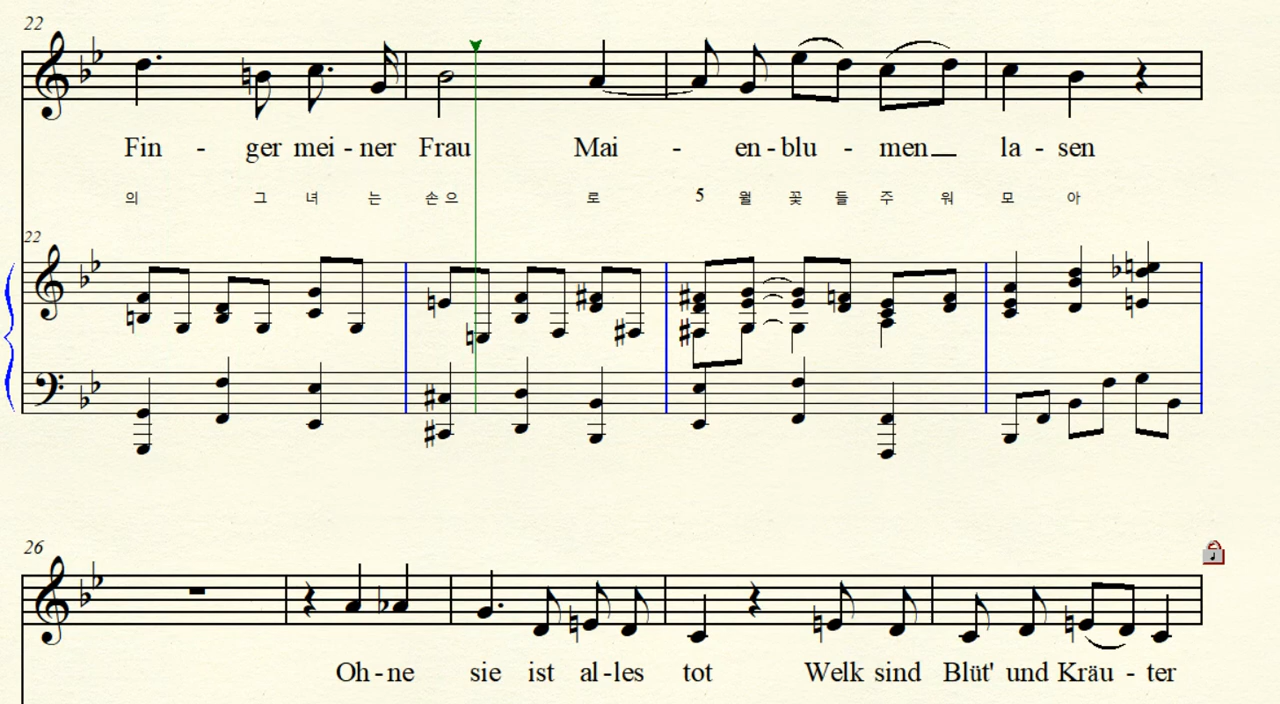 22
Fin - ger mei - ner Frau Mai - en - blu - men la - sen
의 그 녀 는 손 으 로 5 월 꽃 들 주 워 모 아
22
26
Oh - ne sie ist al - les tot Welk sind Blüt' und Kräu - ter